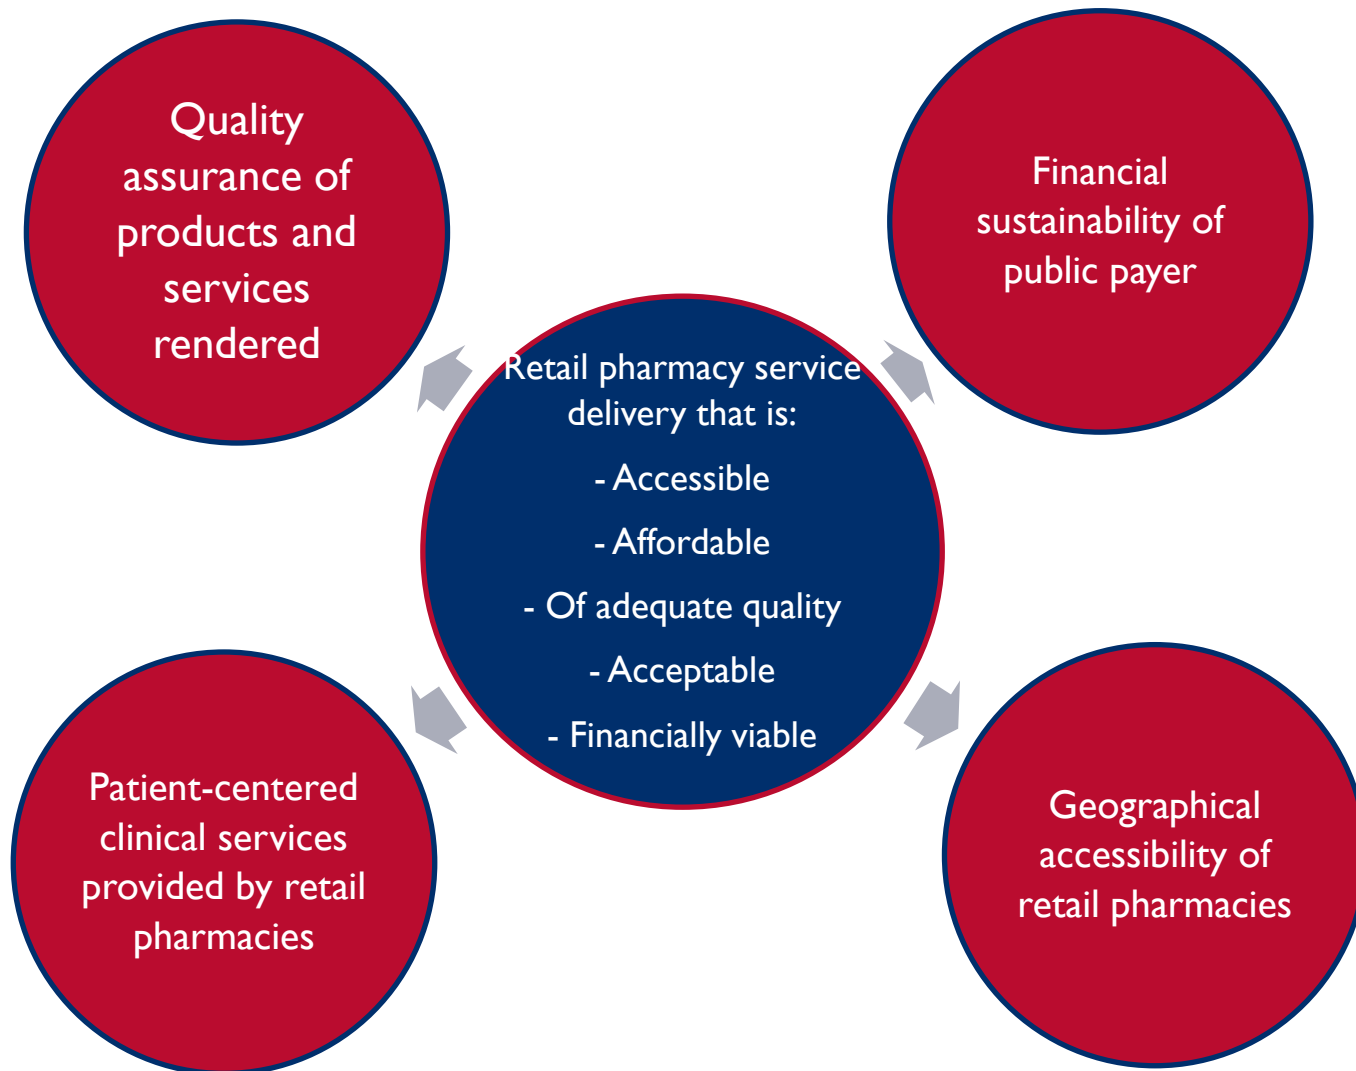 Quality
assurance of
products and
services
rendered
Financial
sustainability of
public payer
Retail pharmacy service
delivery that is:
- Accessible
- Affordable
- Of adequate quality
- Acceptable
- Financially viable
Patient-centered
clinical services
provided by retail
pharmacies
Geographical
accessibility of
retail pharmacies